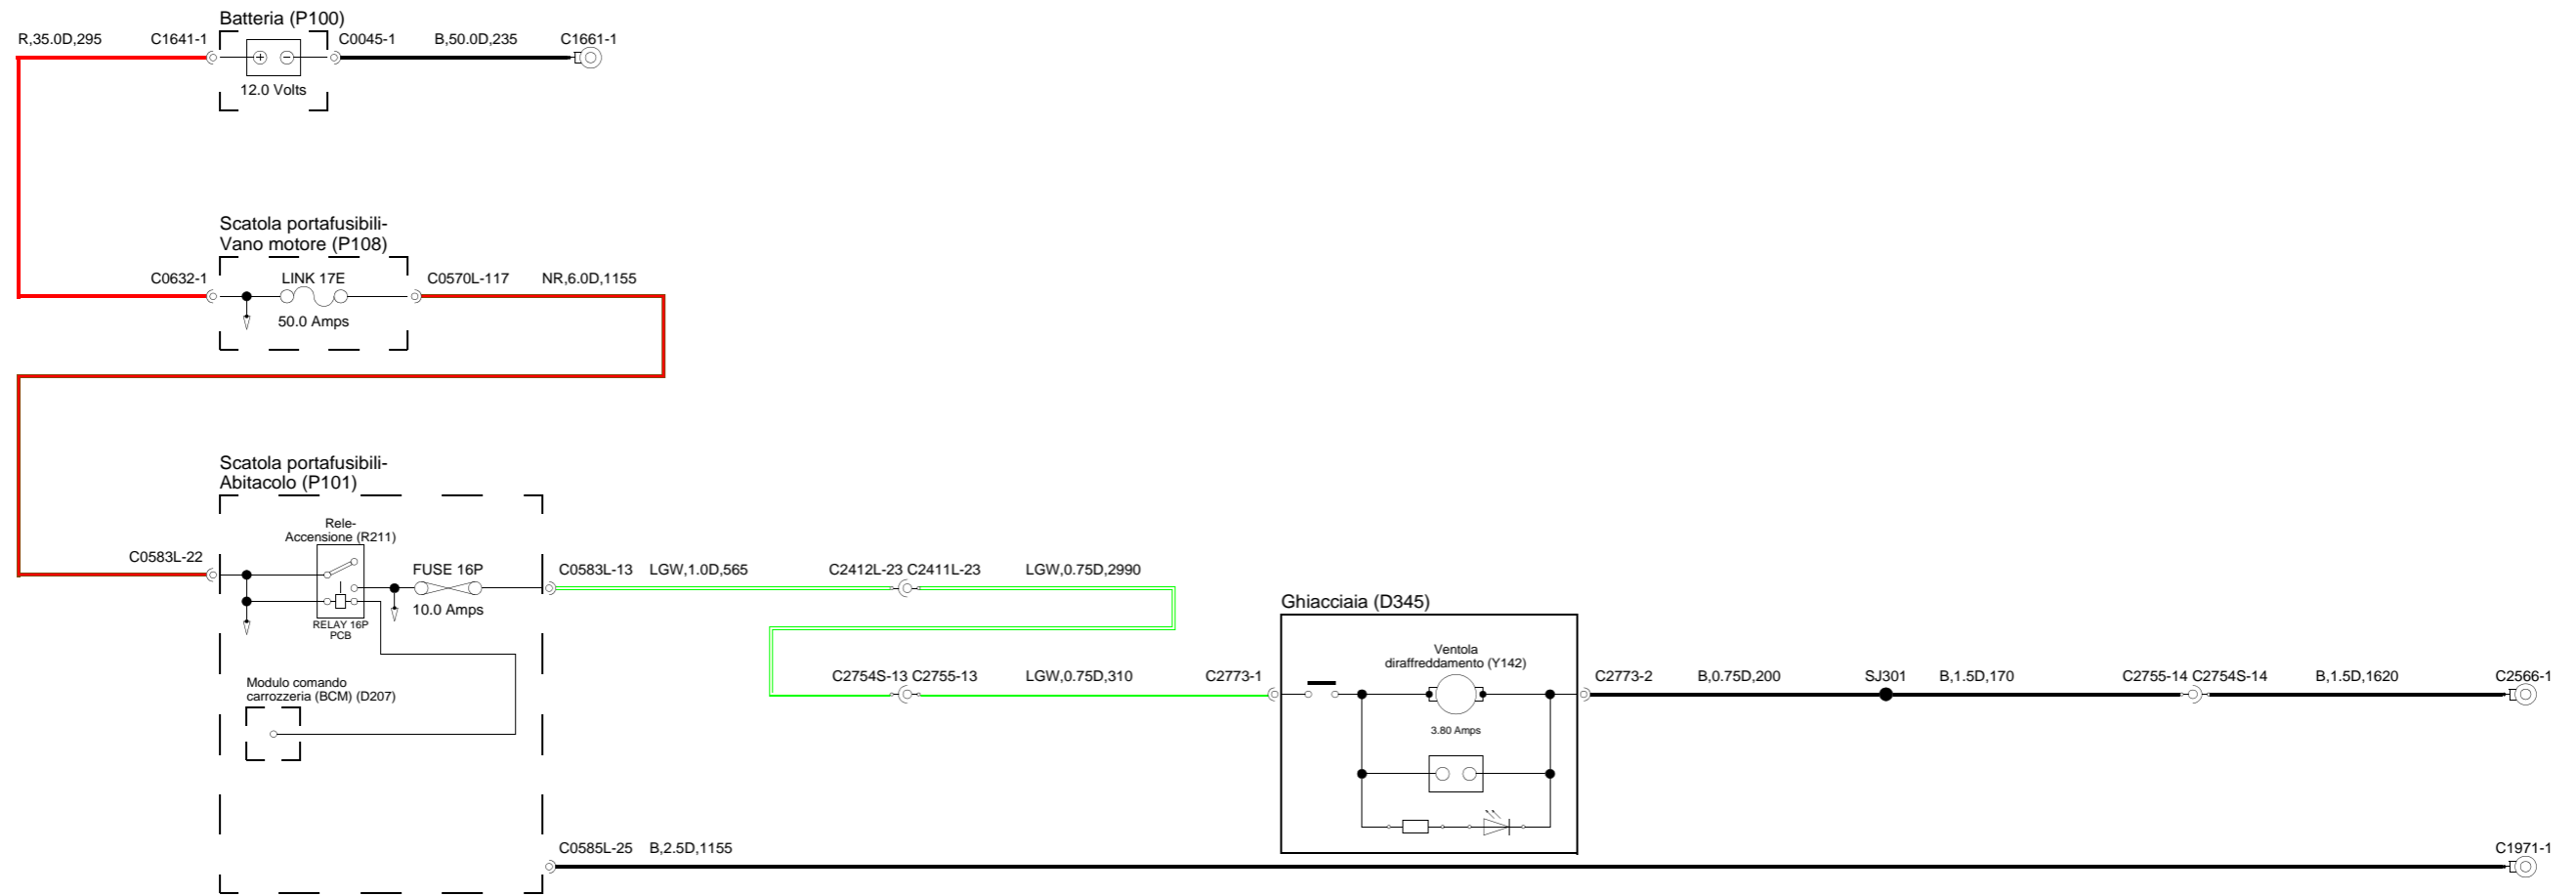 Batteria (P100)
R,35.0D,295
C1641-1
C0045-1
B,50.0D,235
C1661-1
12.0 Volts
Scatola portafusibili-
Vano motore (P108)
C0632-1
LINK 17E
C0570L-117
NR,6.0D,1155
50.0 Amps
Scatola portafusibili-
Abitacolo (P101)
Rele-
Accensione (R211)
C0583L-22
FUSE 16P
C0583L-13
LGW,1.0D,565
C2412L-23
C2411L-23
LGW,0.75D,2990
10.0 Amps
RELAY 16P
PCB
Ghiacciaia (D345)
Ventola
diraffreddamento (Y142)
Modulo comando
carrozzeria (BCM) (D207)
C2754S-13
C2755-13
LGW,0.75D,310
C2773-1
C2773-2
B,0.75D,200
SJ301
B,1.5D,170
C2755-14
C2754S-14
B,1.5D,1620
C2566-1
3.80 Amps
C0585L-25
B,2.5D,1155
C1971-1